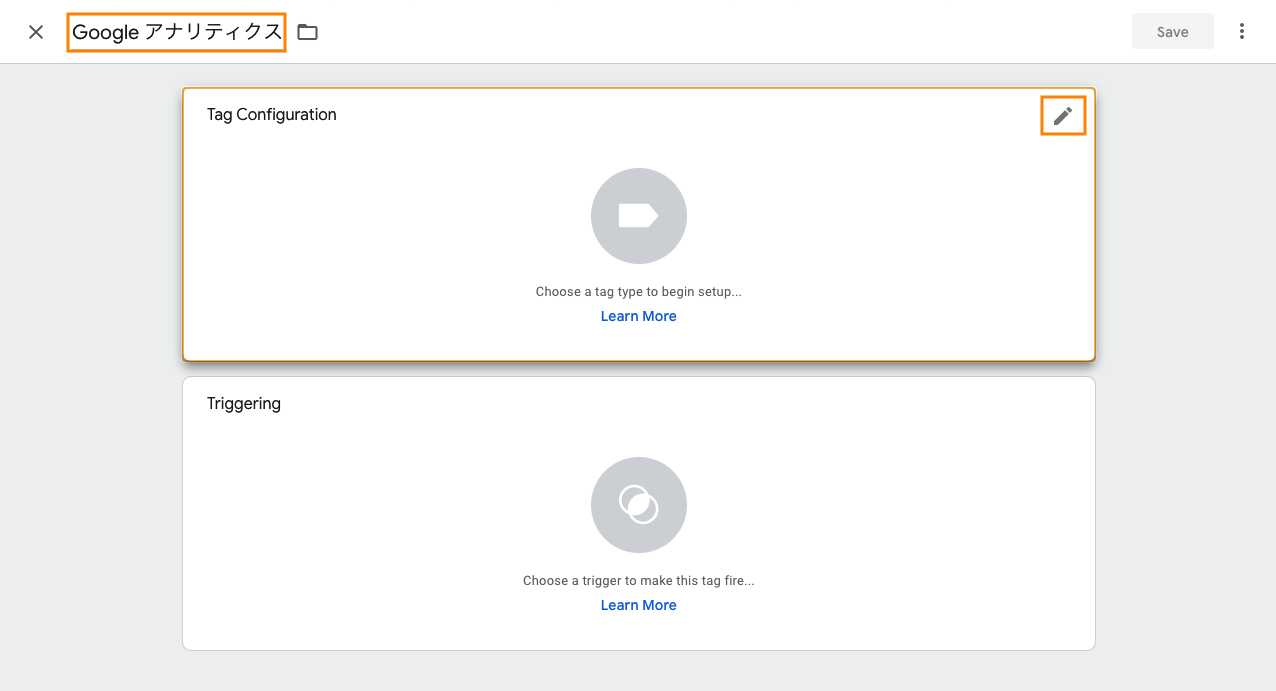 Google アナリティクス
Save
Tag Configuration
Choose a tag type to begin setup...
Learn More
Triggering
Choose a trigger to make this tag fire...
Learn More